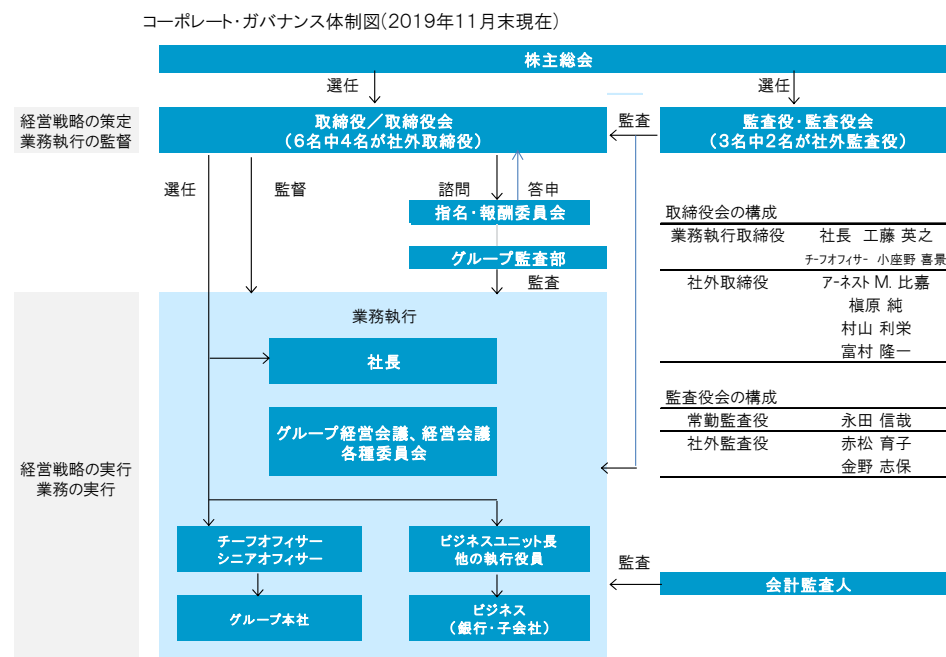 コーポレート・ガバナンス体制図(2019年11月末現在)
株主総会
選任
選任
経営戦略の策定
業務執行の監督
取締役／取締役会
(6名中4名が社外取締役)
監査
監査役・監査役会
(3名中2名が社外監査役)
選任
監督
諮問
答申
指名・報酬委員会
グループ監査部
監査
取締役会の構成
業務執行取締役 社長 工藤 英之
チーフオフィサー 小座野 喜景
社外取締役 アーネスト M. 比嘉
槇原 純
村山 利栄
富村 隆一
監査役会の構成
常勤監査役 永田 信哉
社外監査役 赤松 育子
金野 志保
経営戦略の実行
業務の実行
業務執行
社長
グループ経営会議、経営会議
各種委員会
チーフオフィサー
シニアオフィサー
ビジネスユニット長
他の執行役員
グループ本社
ビジネス
(銀行・子会社)
監査
会計監査人